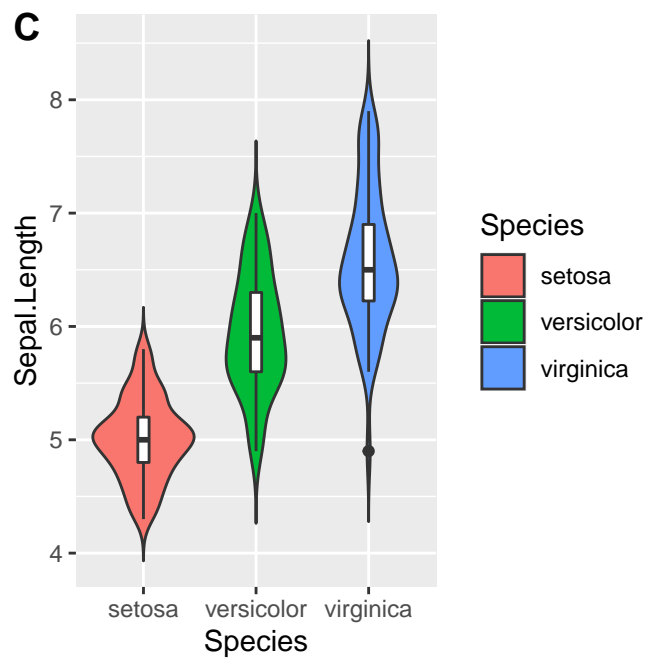 C
Sepal.Length
8
7
6
5
4
setosa versicolor virginica
Species
Species
setosa
versicolor
virginica